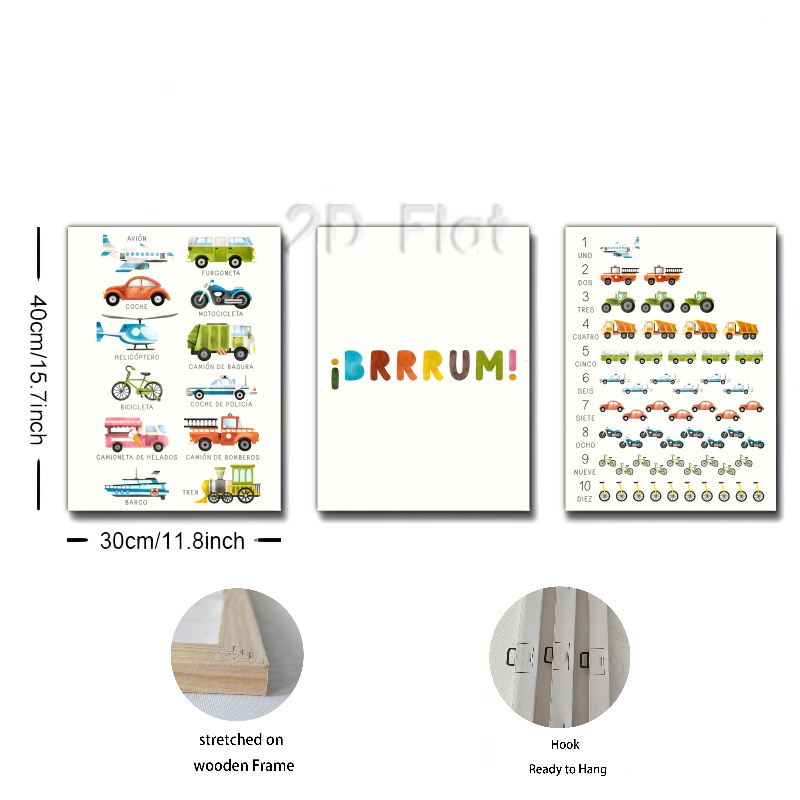 2D Flat
AVIÓN
FURGONETA
COCHE
MOTOCICLETA
HELICÓPTERO
CAMIÓN DE BASURA
BICICLETA
COCHE DE POLICÍA
CAMIONETA DE HELADOS
CAMIÓN DE BOMBEROS
BARCO
TREN
¡BRRRUM!
1
UNO
2
DOS
3
TRES
4
CUATRO
5
CINCO
6
SEIS
7
SIETE
8
OCHO
9
NUEVE
10
DIEZ
40cm/15.7inch
30cm/11.8inch
stretched on
wooden Frame
Hook
Ready to Hang